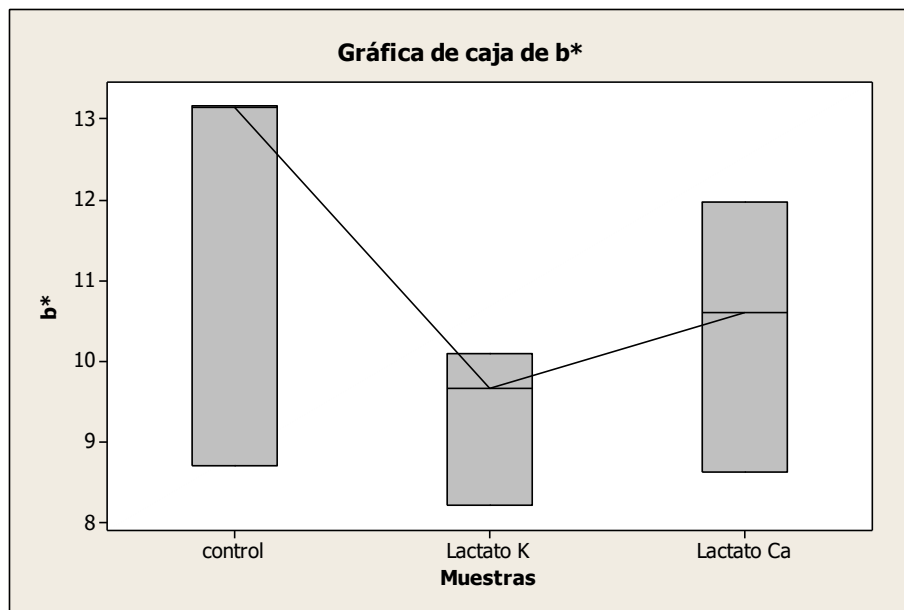 Gráfica de caja de b*
13
12
11
10
9
8
b*
control
Lactato K
Lactato Ca
Muestras